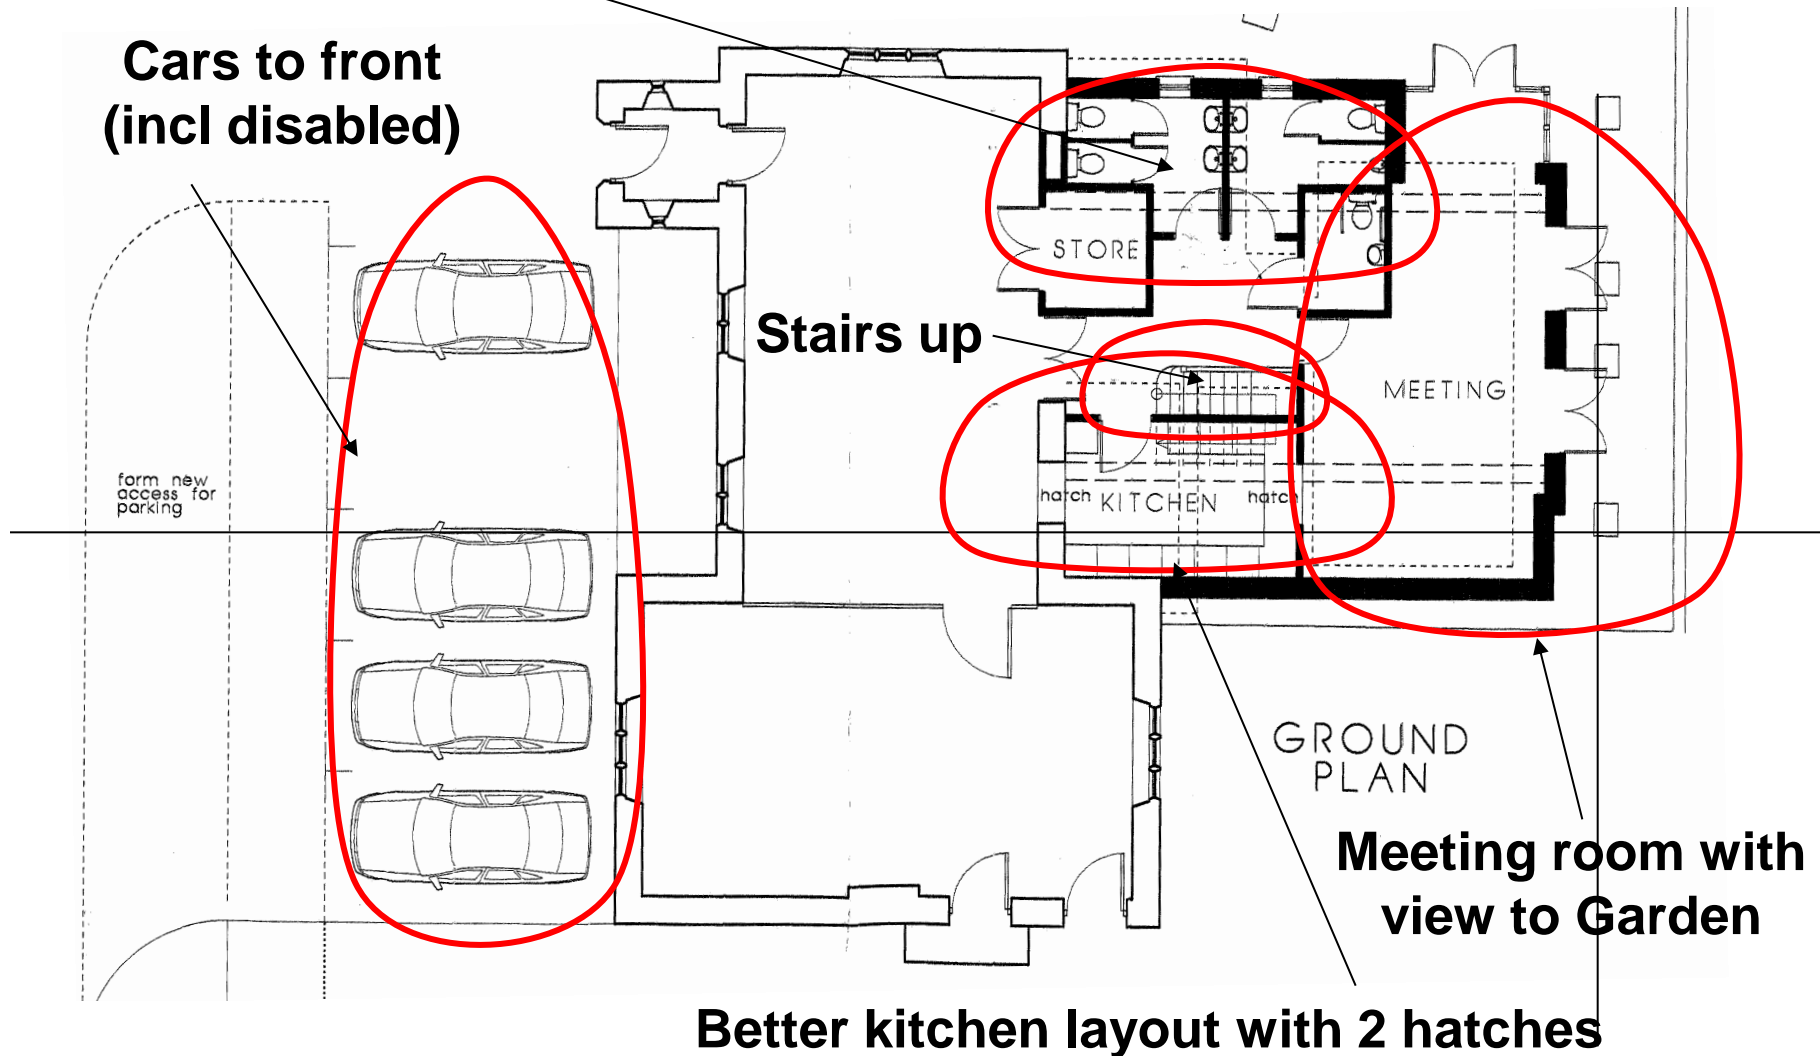 Cars to front
(incl disabled)
STORE
Stairs up
MEETING
form new
access for
parking
hatch
KITCHEN
hatch
GROUND
PLAN
Meeting room with
view to Garden
Better kitchen layout with 2 hatches